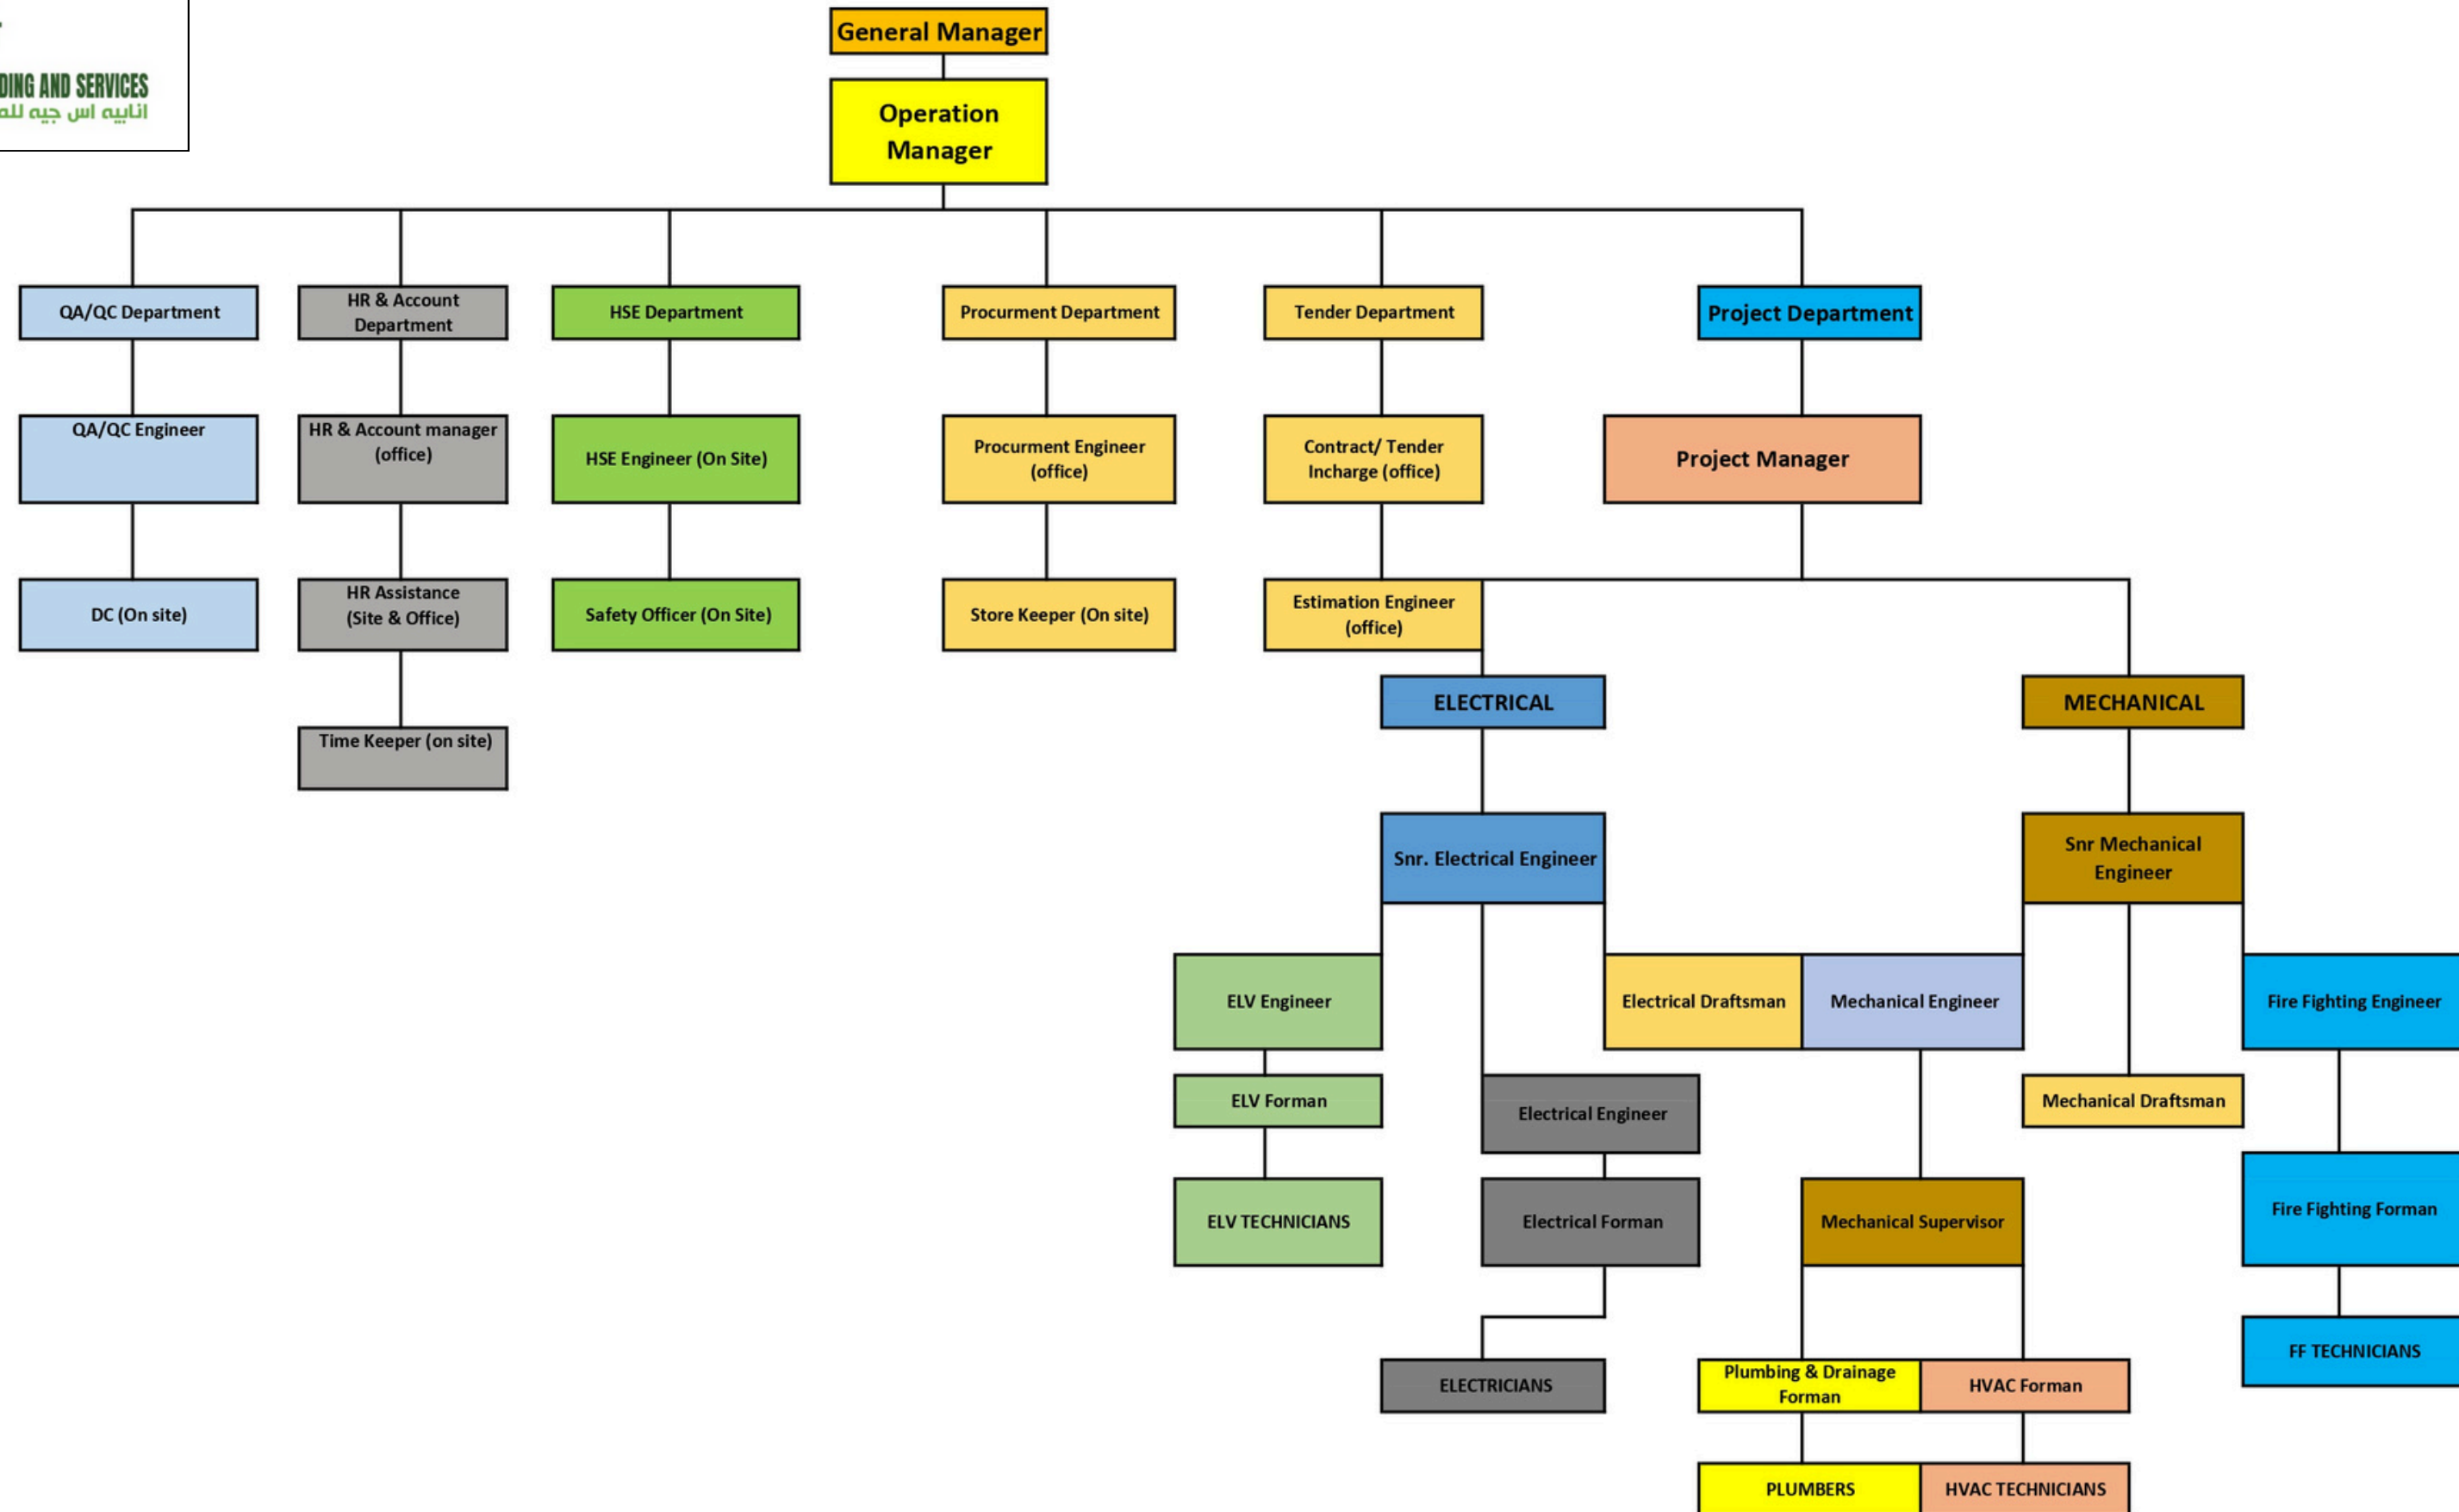 DING AND SERVICES
انابيه اس جيه
General Manager
Operation
Manager
QA/QC Department
HR & Account
Department
HSE Department
Procurment Department
Tender Department
Project Department
QA/QC Engineer
HR & Account manager
(office)
HSE Engineer (On Site)
Procurment Engineer
(office)
Contract/ Tender
Incharge (office)
Project Manager
DC (On site)
HR Assistance
(Site & Office)
Safety Officer (On Site)
Store Keeper (On site)
Estimation Engineer
(office)
Time Keeper (on site)
ELECTRICAL
MECHANICAL
Snr. Electrical Engineer
Snr Mechanical
Engineer
ELV Engineer
Electrical Draftsman
Mechanical Engineer
Fire Fighting Engineer
ELV Forman
Electrical Engineer
Mechanical Draftsman
ELV TECHNICIANS
Electrical Forman
Mechanical Supervisor
Fire Fighting Forman
ELECTRICIANS
Plumbing & Drainage
Forman
HVAC Forman
FF TECHNICIANS
PLUMBERS
HVAC TECHNICIANS